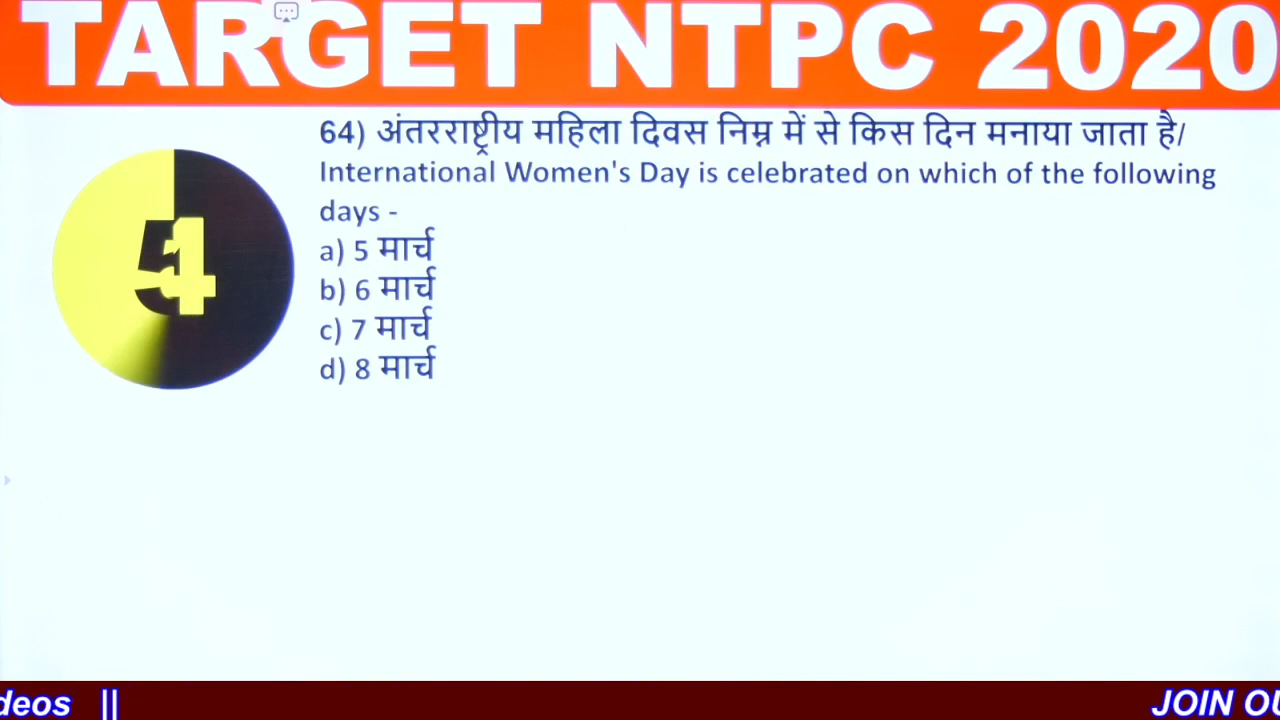 TARGET NTPC 2020
64) अंतरराष्ट्रीय महिला दिवस निम्न में से किस दिन मनाया जाता है/
International Women's Day is celebrated on which of the following
days -
a) 5 मार्च
b) 6 मार्च
c) 7 मार्च
d) 8 मार्च
deos || JOIN OU